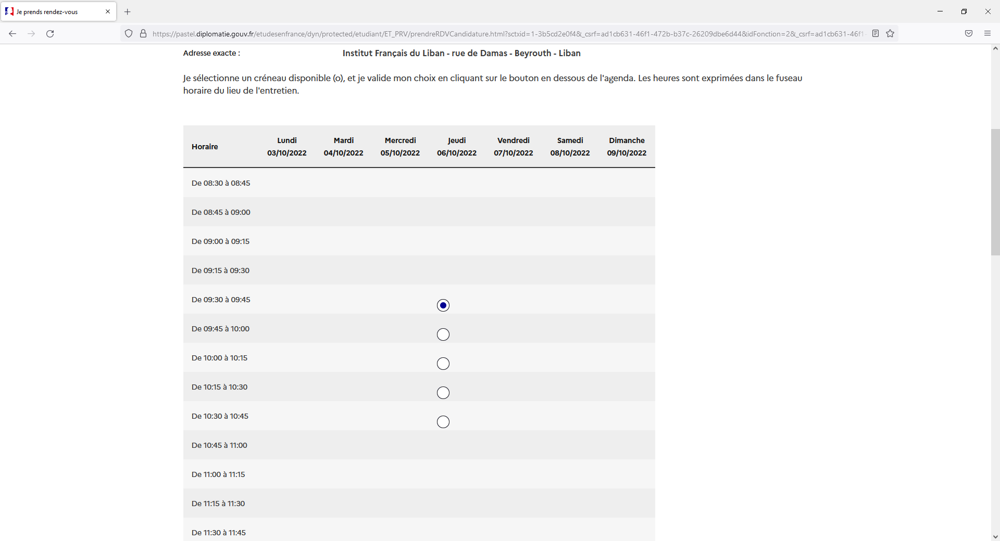 Je prends rendez-vous
https://pastel.diplomatie.gouv.fr/etudesenfrance/dyn/protected/etudiant/ET_PRV/prendreRDVCandidature.html?sctxid=1-3b5cd2e0f4&_csrf=ad1cb631-46f1-472b-b37c-26209dbe6d44&idFonction=2&_csrf=ad1cb631-46f1-
Adresse exacte : Institut Français du Liban - rue de Damas - Beyrouth - Liban
Je sélectionne un créneau disponible (o), et je valide mon choix en cliquant sur le bouton en dessous de l'agenda. Les heures sont exprimées dans le fuseau
horaire du lieu de l'entretien.
Horaire Lundi Mardi Mercredi Jeudi Vendredi Samedi Dimanche
03/10/2022 04/10/2022 05/10/2022 06/10/2022 07/10/2022 08/10/2022 09/10/2022
De 08:30 à 08:45
De 08:45 à 09:00
De 09:00 à 09:15
De 09:15 à 09:30
De 09:30 à 09:45
De 09:45 à 10:00
De 10:00 à 10:15
De 10:15 à 10:30
De 10:30 à 10:45
De 10:45 à 11:00
De 11:00 à 11:15
De 11:15 à 11:30
De 11:30 à 11:45